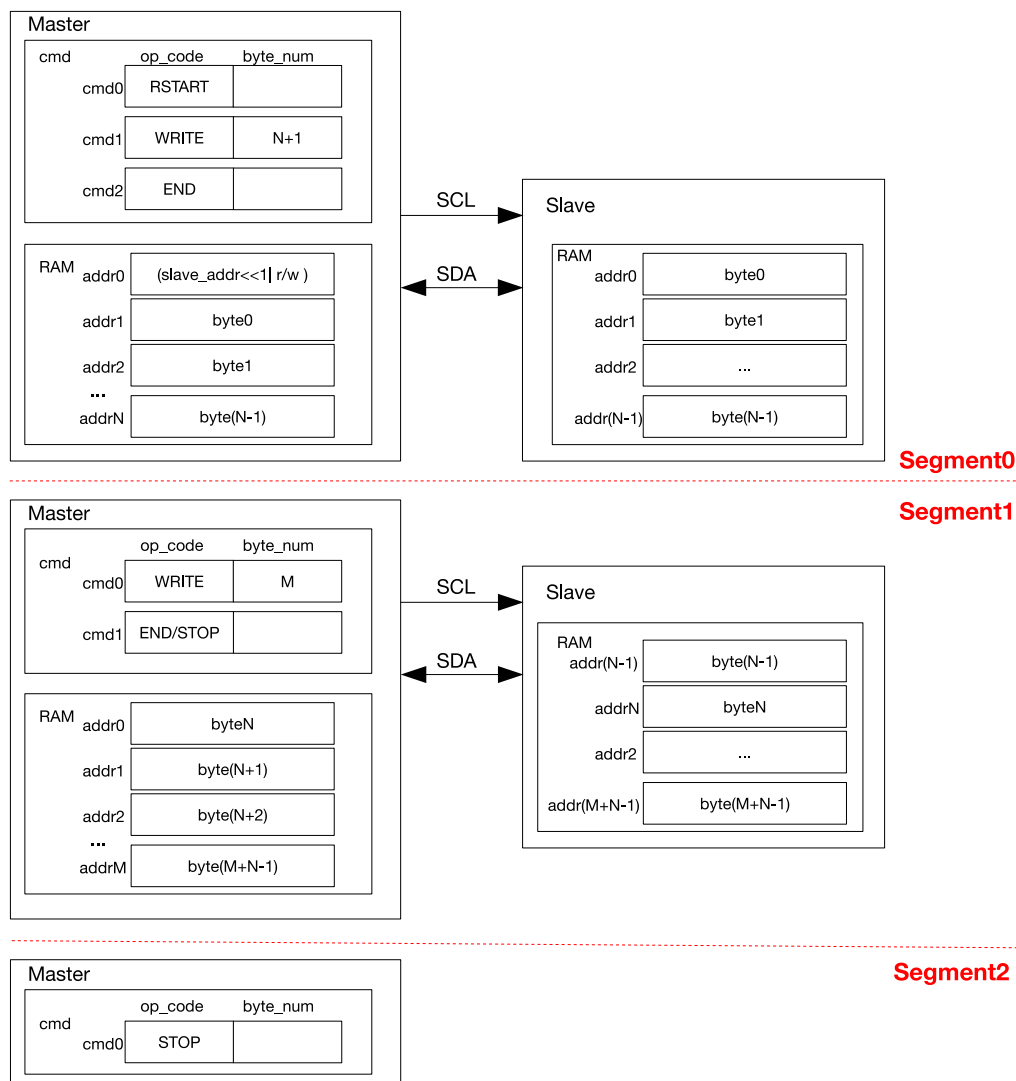 Master
cmd
op_code byte_num
cmd0 RSTART
cmd1 WRITE N+1
cmd2 END
RAM
addr0 (slave_addr<<1| r/w )
addr1 byte0
addr2 byte1
...
addrN byte(N-1)
SCL
SDA
Slave
RAM
addr0 byte0
addr1 byte1
addr2 ...
addr(N-1) byte(N-1)
Segment0
Segment1
Master
cmd
op_code byte_num
cmd0 WRITE M
cmd1 END/STOP
RAM
addr0 byteN
addr1 byte(N+1)
addr2 byte(N+2)
...
addrM byte(M+N-1)
SCL
SDA
Slave
RAM
addr(N-1) byte(N-1)
addrN byteN
addr2 ...
addr(M+N-1) byte(M+N-1)
Segment2
Master
cmd
op_code byte_num
cmd0 STOP